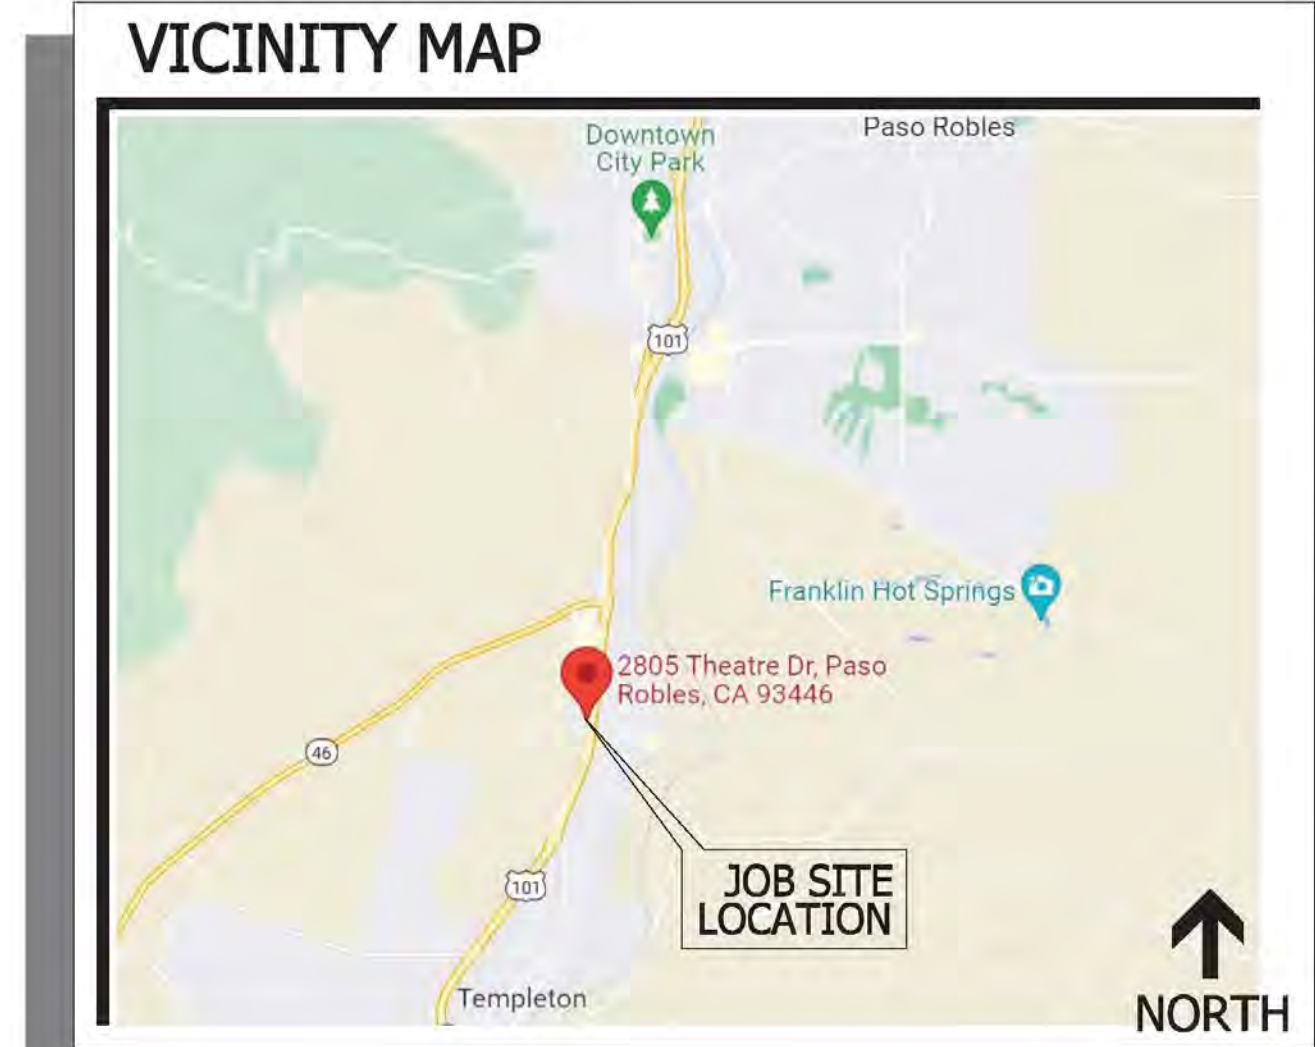 VICINITY MAP
Paso Robles
Downtown
City Park
101
Franklin Hot Springs
2805 Theatre Dr, Paso
Robles, CA 93446
46
101
JOB SITE
LOCATION
Templeton
NORTH